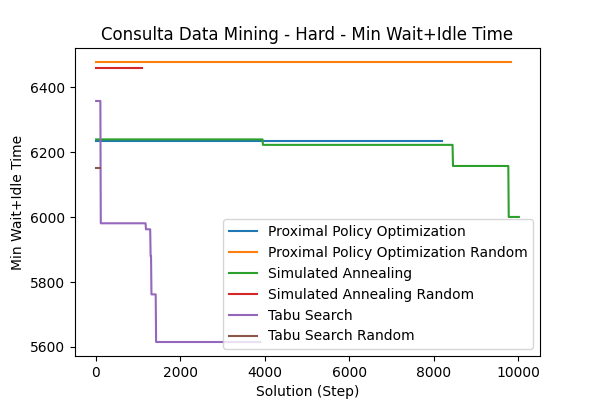 Consulta Data Mining - Hard - Min Wait+Idle Time
Min Wait+Idle Time
6400
6200
6000
5800
5600
Proximal Policy Optimization
Proximal Policy Optimization Random
Simulated Annealing
Simulated Annealing Random
Tabu Search
Tabu Search Random
0 2000 4000 6000 8000 10000
Solution (Step)